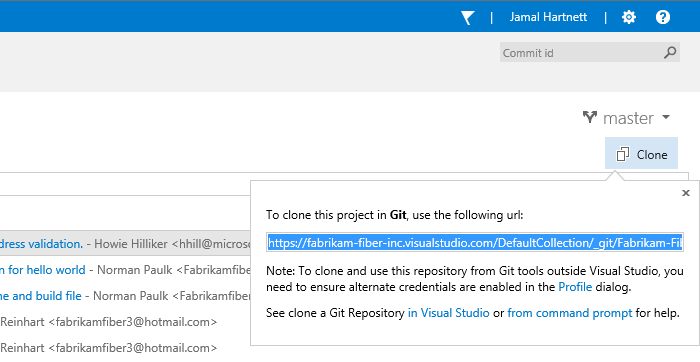 | Jamal Hartnett |
Commit id
master
Clone
To clone this project in Git, use the following url:
https://fabrikam-fiber-inc.visualstudio.com/DefaultCollection/_git/Fabrikam-Fi
dress validation. - Howie Hilliker <hhill@micros
Note: To clone and use this repository from Git tools outside Visual Studio, you
m for hello world - Norman Paulk <Fabrikamfiber
need to ensure alternate credentials are enabled in the Profile dialog.
ne and build file - Norman Paulk <Fabrikamfiber
See clone a Git Repository in Visual Studio or from command prompt for help.
Reinhart <fabrikamfiber3@hotmail.com>
Reinhart <fabrikamfiber3@hotmail.com>